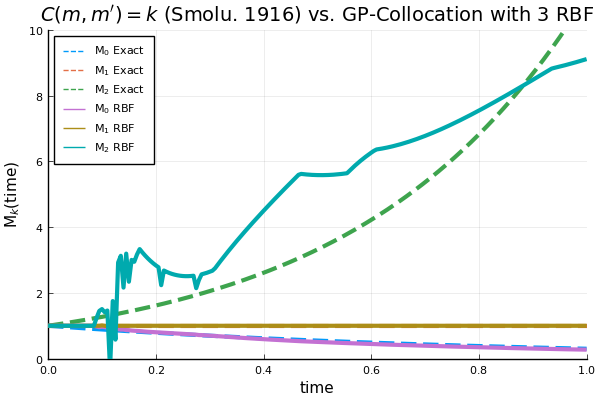 C(m, m′) = k (Smolu. 1916) vs. GP-Collocation with 3 RBF
10
8
6
4
2
0
M₀ Exact
M₁ Exact
M₂ Exact
M₀ RBF
M₁ RBF
M₂ RBF
Mₖ(time)
0.0 0.2 0.4 0.6 0.8 1.0
time